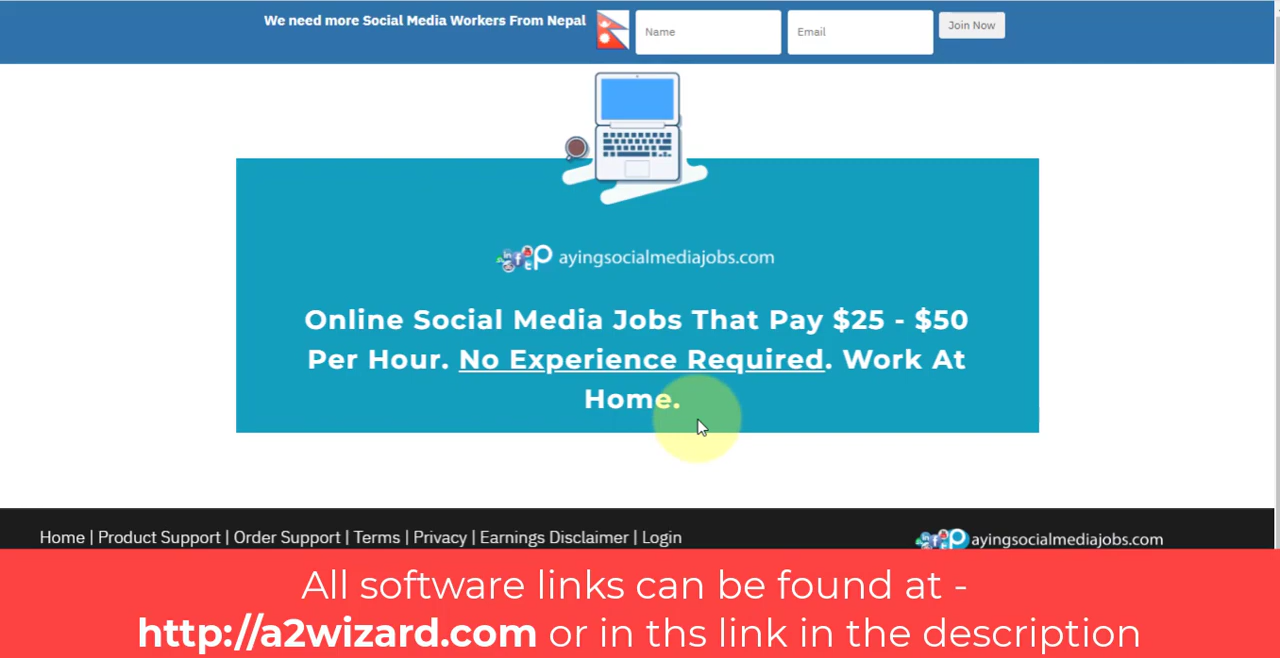 We need more Social Media Workers From Nepal
Name
Email
Join Now
payingsocialmediajobs.com
Online Social Media Jobs That Pay $25 - $50
Per Hour. No Experience Required. Work At
Home.
Home | Product Support | Order Support | Terms | Privacy | Earnings Disclaimer | Login
payingsocialmediajobs.com
All software links can be found at -
http://a2wizard.com or in ths link in the description